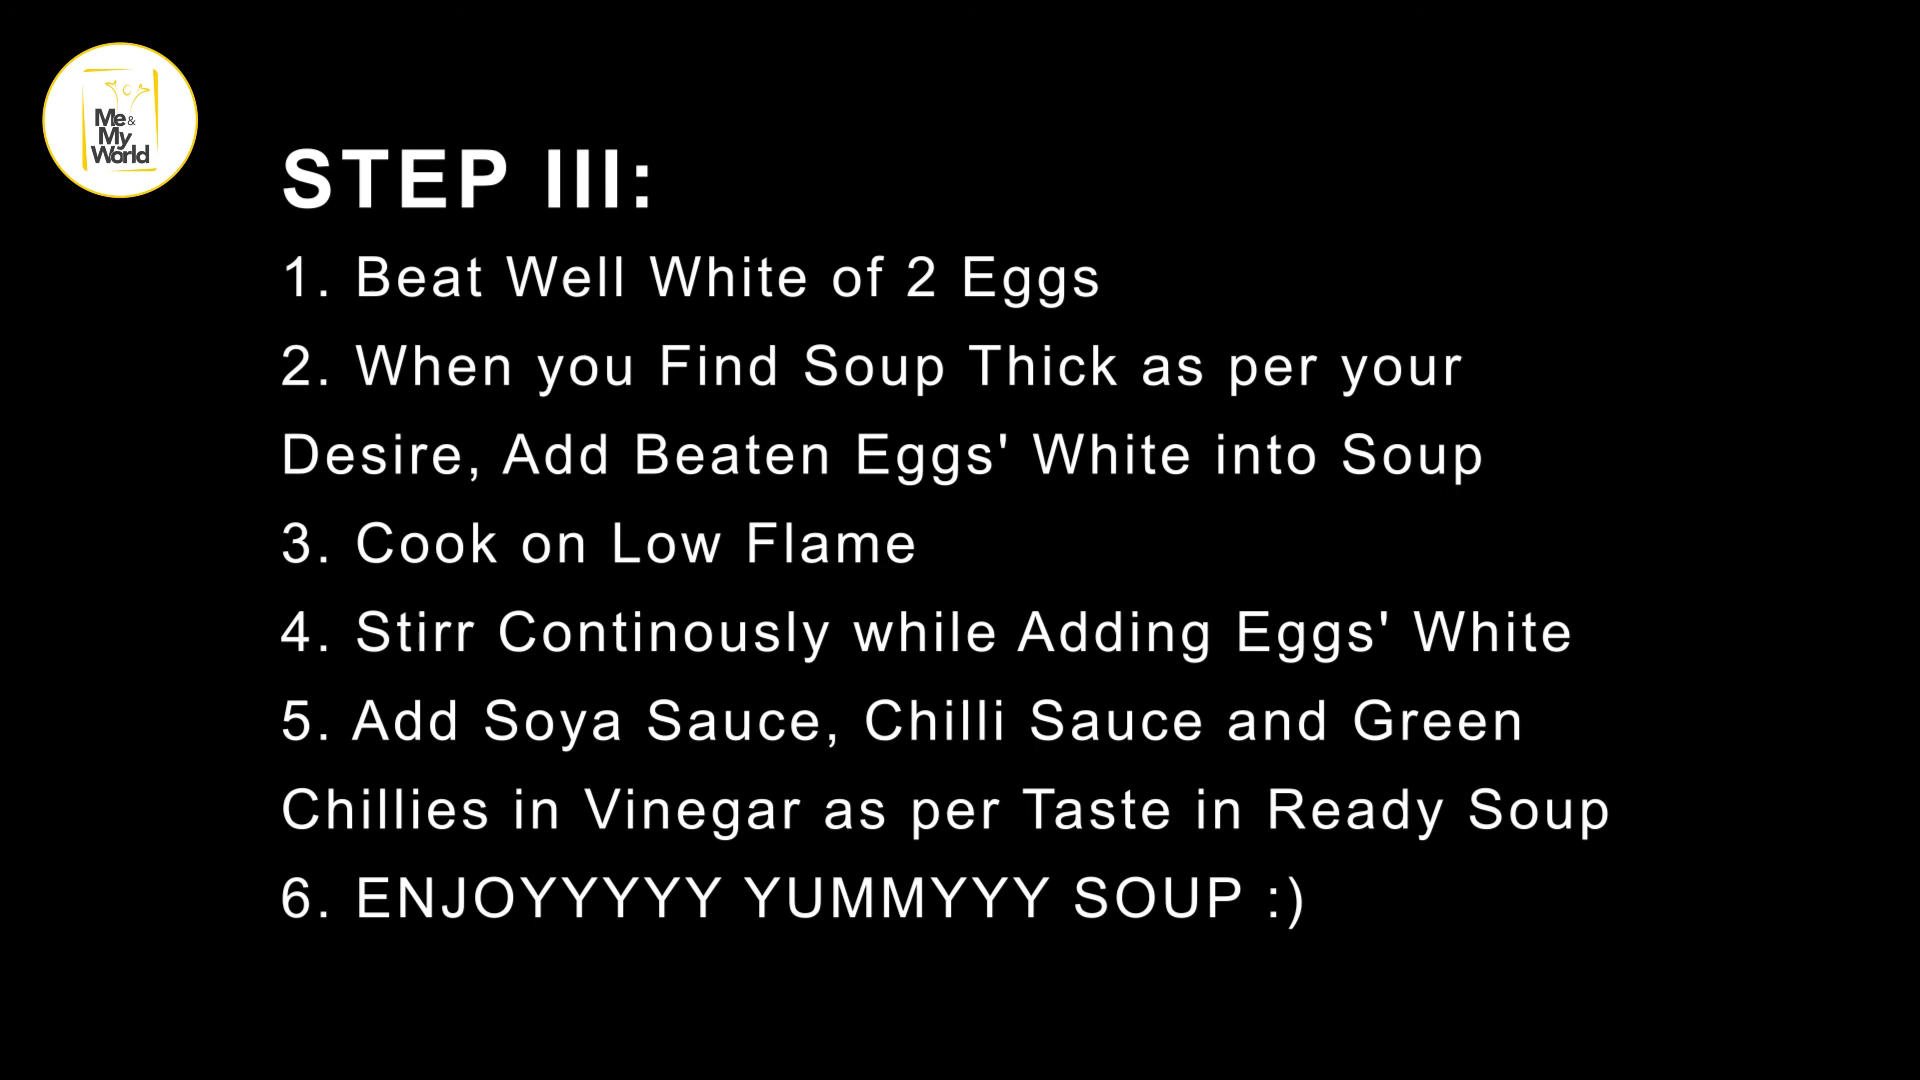 Me &
My
World
STEP III:
1. Beat Well White of 2 Eggs
2. When you Find Soup Thick as per your
Desire, Add Beaten Eggs' White into Soup
3. Cook on Low Flame
4. Stirr Continously while Adding Eggs' White
5. Add Soya Sauce, Chilli Sauce and Green
Chillies in Vinegar as per Taste in Ready Soup
6. ENJOYYYYY YUMMYYY SOUP :)